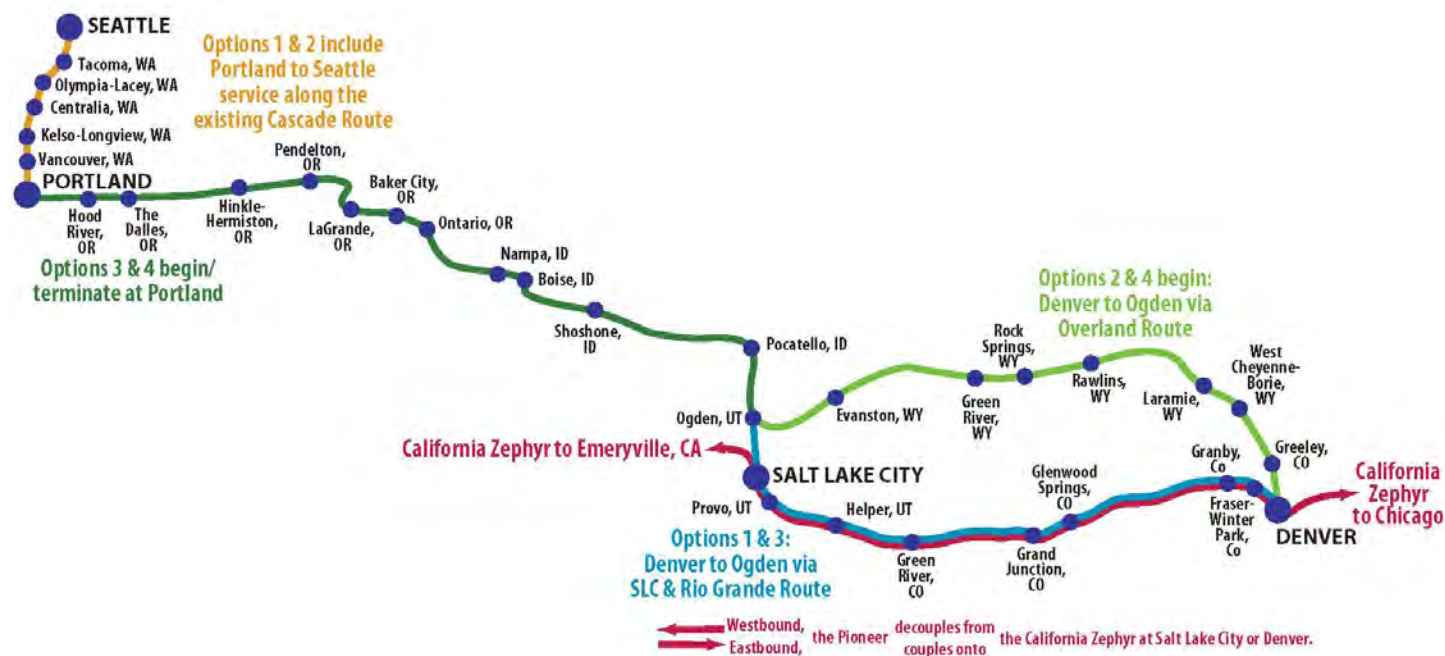 SEATTLE
Tacoma, WA
Olympia-Lacey, WA
Centralia, WA
Kelso-Longview, WA
Vancouver, WA
PORTLAND
Options 1 & 2 include
Portland to Seattle
service along the
existing Cascade Route
Hood
River,
OR
The
Dalles,
OR
Hinkle-
Hermiston,
OR
Pendelton,
OR
LaGrande,
OR
Baker City,
OR
Ontario, OR
Options 3 & 4 begin/
terminate at Portland
Nampa, ID
Boise, ID
Shoshone,
ID
Pocatello, ID
Ogden, UT
Options 2 & 4 begin:
Denver to Ogden via
Overland Route
Evanston, WY
Green
River,
WY
Rock
Springs,
WY
Rawlins,
WY
Laramie,
WY
West
Cheyenne-
Borie,
WY
Greeley,
CO
California Zephyr to Emeryville, CA
SALT LAKE CITY
Provo, UT
Helper, UT
Green
River,
CO
Grand
Junction,
CO
Glenwood
Springs,
CO
Granby,
Co
Fraser-
Winter
Park,
Co
DENVER
California
Zephyr
to Chicago
Options 1 & 3:
Denver to Ogden via
SLC & Rio Grande Route
Westbound,
Eastbound,
the Pioneer
decouples from
couples onto
the California Zephyr at Salt Lake City or Denver.